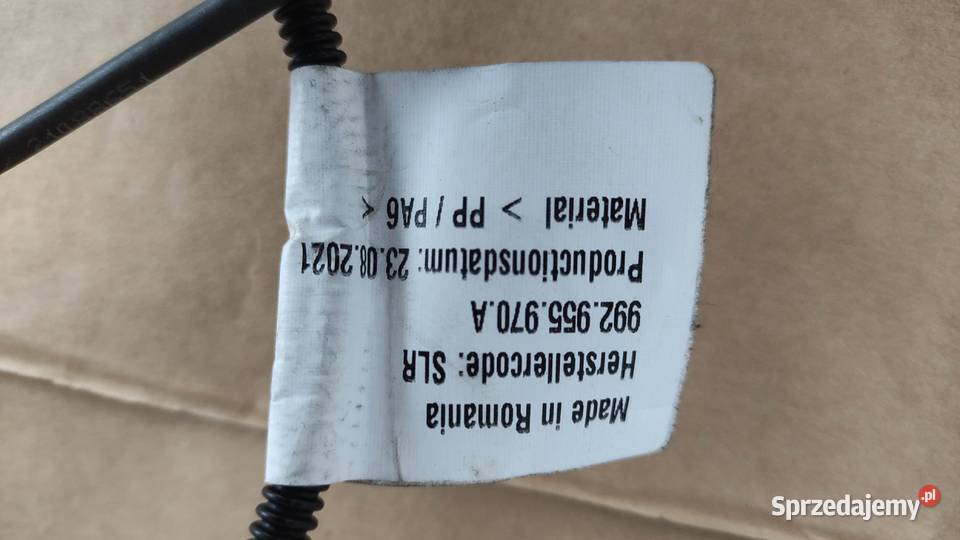 Made in Romania
Herstellercode: SLR
992.955.970.A
Productionsdatum: 23.08.2021
Material > PP / PA6 <
Sprzedajemy.pl